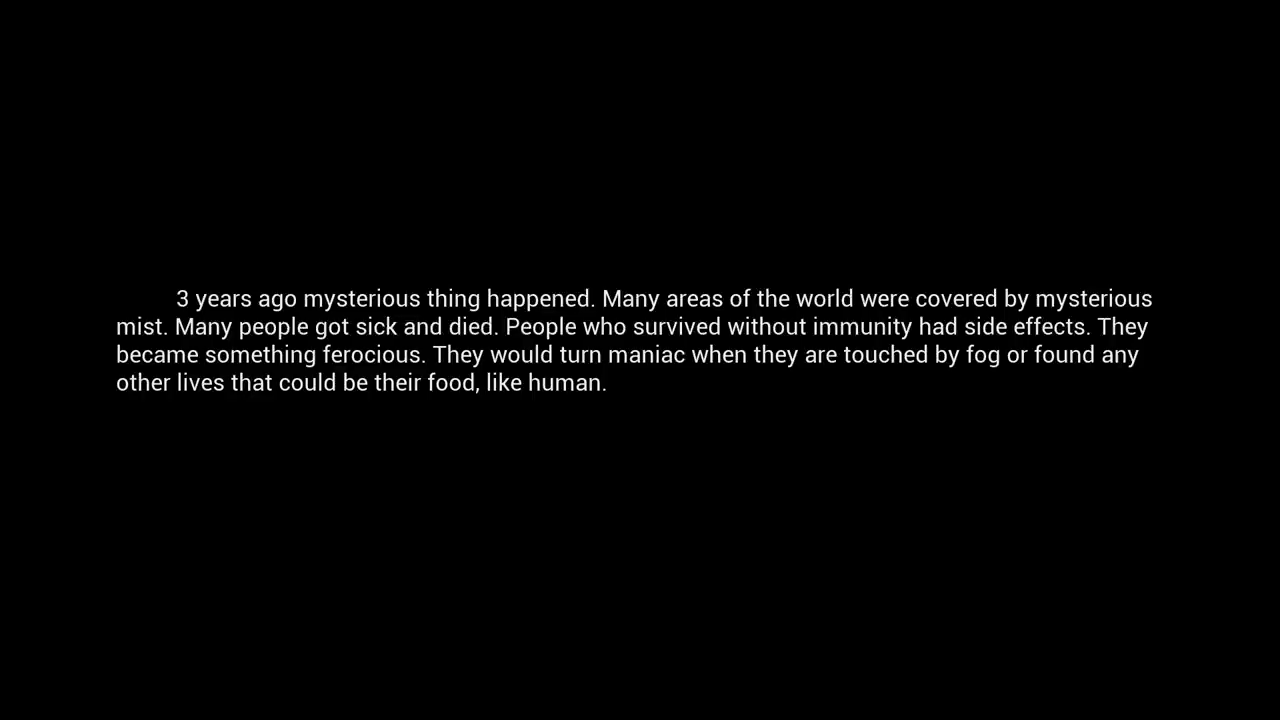 3 years ago mysterious thing happened. Many areas of the world were covered by mysterious
mist. Many people got sick and died. People who survived without immunity had side effects. They
became something ferocious. They would turn maniac when they are touched by fog or found any
other lives that could be their food, like human.